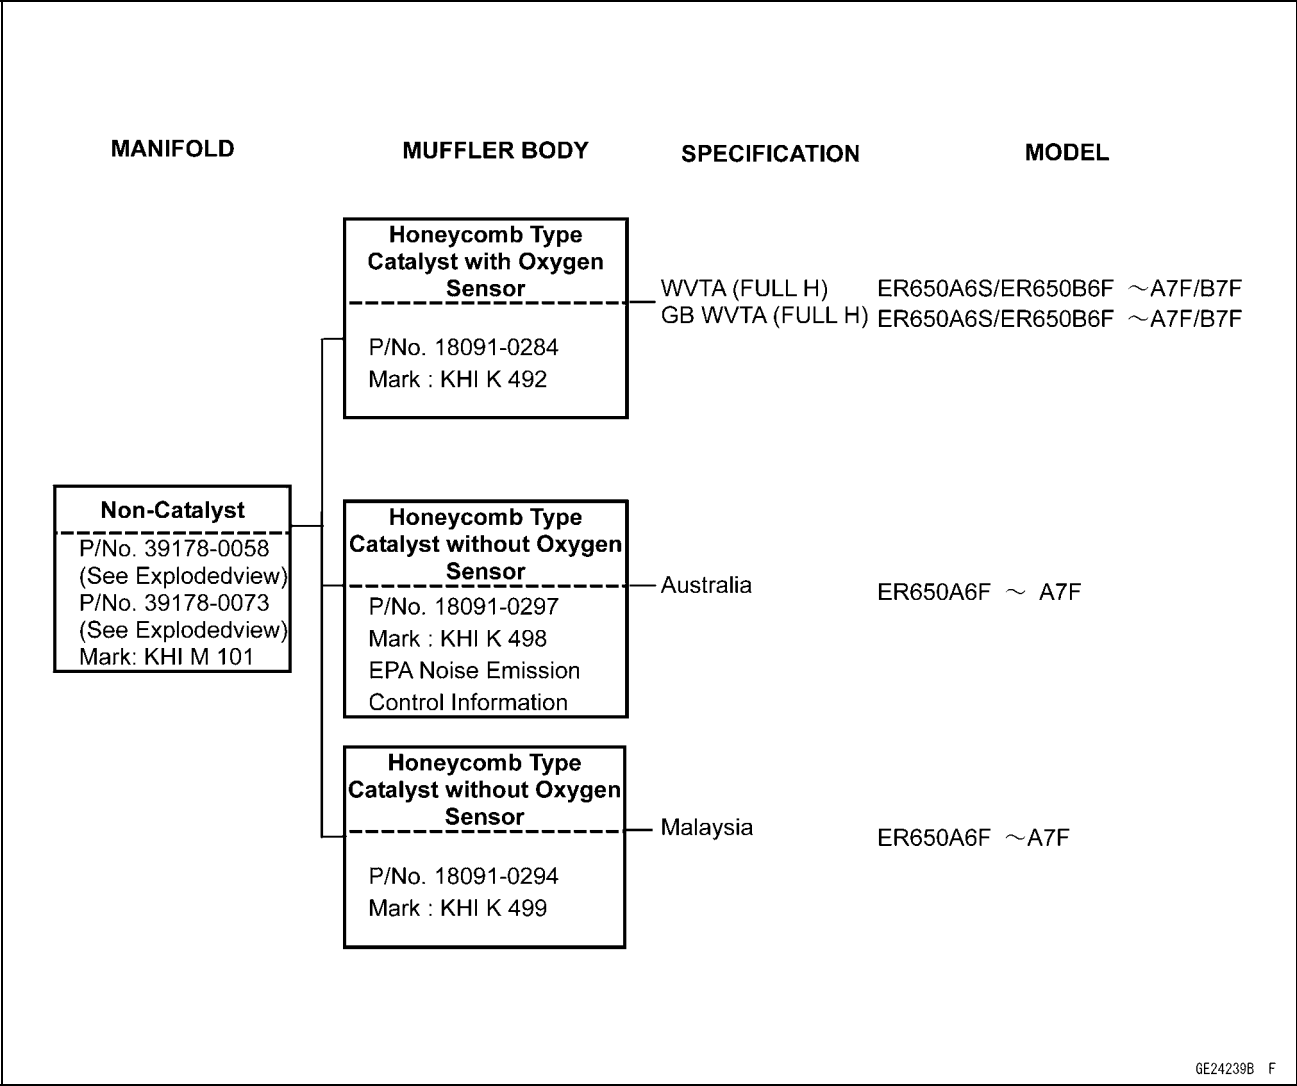 MANIFOLD
MUFFLER BODY
SPECIFICATION
MODEL
Honeycomb Type
Catalyst with Oxygen
Sensor
P/No. 18091-0284
Mark : KHI K 492
WVTA (FULL H)
ER650A6S/ER650B6F ～A7F/B7F
GB WVTA (FULL H)
ER650A6S/ER650B6F ～A7F/B7F
Non-Catalyst
P/No. 39178-0058
(See Explodedview)
P/No. 39178-0073
(See Explodedview)
Mark: KHI M 101
Honeycomb Type
Catalyst without Oxygen
Sensor
P/No. 18091-0297
Mark : KHI K 498
EPA Noise Emission
Control Information
Australia
ER650A6F ～ A7F
Honeycomb Type
Catalyst without Oxygen
Sensor
P/No. 18091-0294
Mark : KHI K 499
Malaysia
ER650A6F ～A7F
GE24239B F